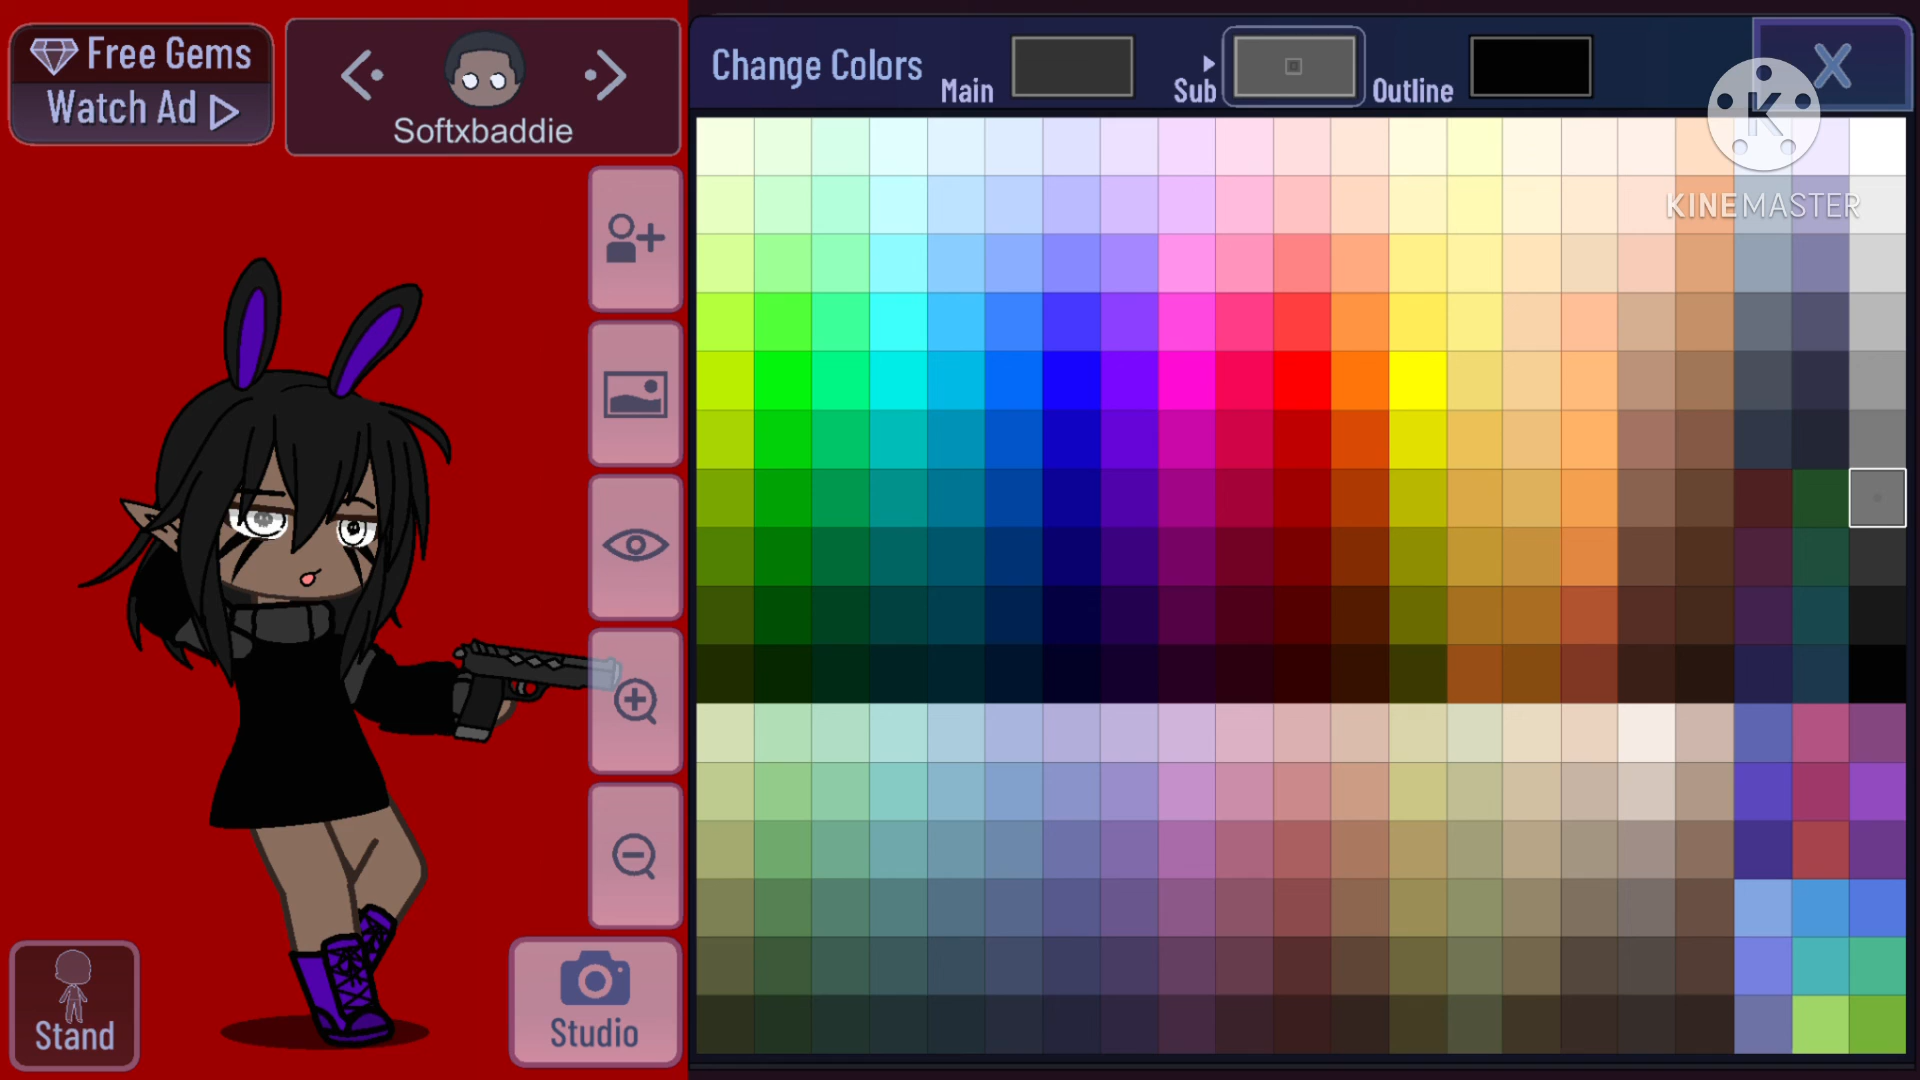 Free Gems
Watch Ad
Softxbaddie
Change Colors
Main
Sub
Outline
X
K
KINEMASTER
Stand
Studio